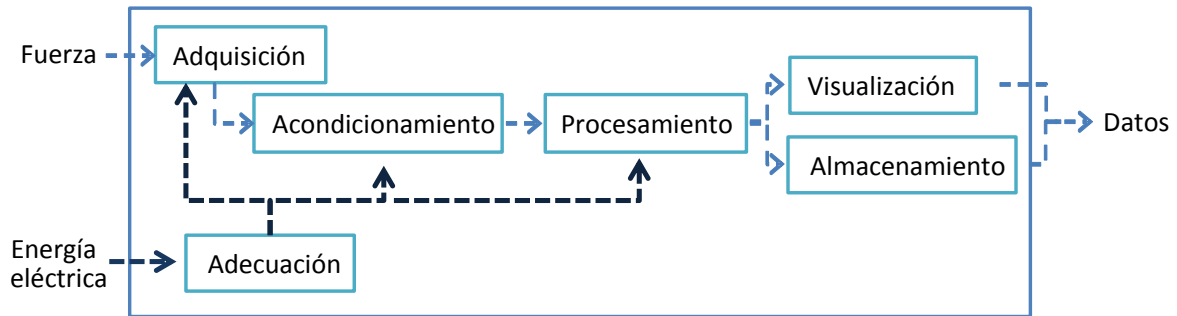 Fuerza
Adquisición
Acondicionamiento
Procesamiento
Visualización
Almacenamiento
Datos
Energía
eléctrica
Adecuación